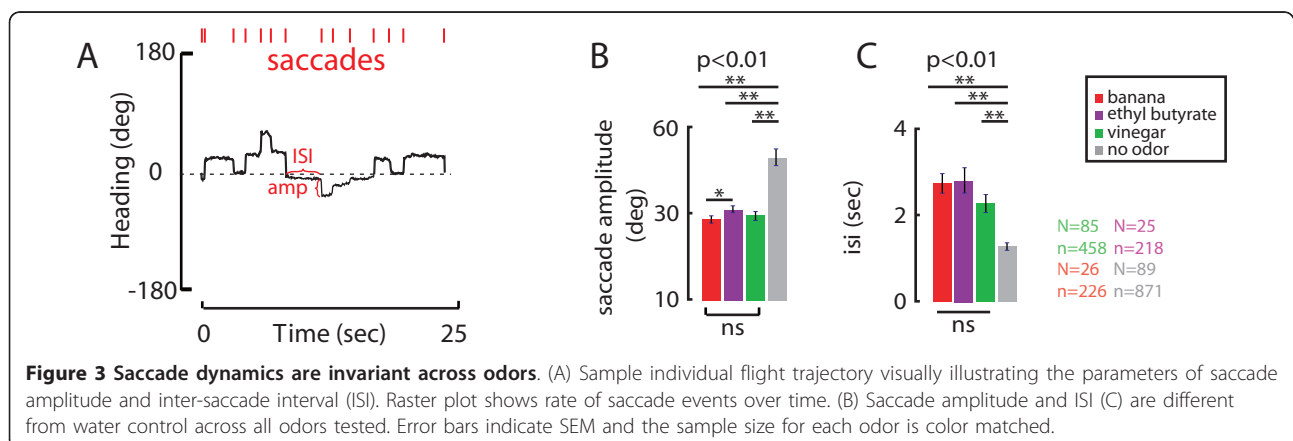 A
180
saccades
Heading (deg)
ISI
0
amp
-180
0
Time (sec)
25
B
p<0.01
**
**
**
60
saccade amplitude
(deg)
*
30
10
ns
C
p<0.01
**
**
**
4
isi (sec)
2
0
ns
banana
ethyl butyrate
vinegar
no odor
N=85 N=25
n=458 n=218
N=26 N=89
n=226 n=871
Figure 3 Saccade dynamics are invariant across odors. (A) Sample individual flight trajectory visually illustrating the parameters of saccade
amplitude and inter-saccade interval (ISI). Raster plot shows rate of saccade events over time. (B) Saccade amplitude and ISI (C) are different
from water control across all odors tested. Error bars indicate SEM and the sample size for each odor is color matched.